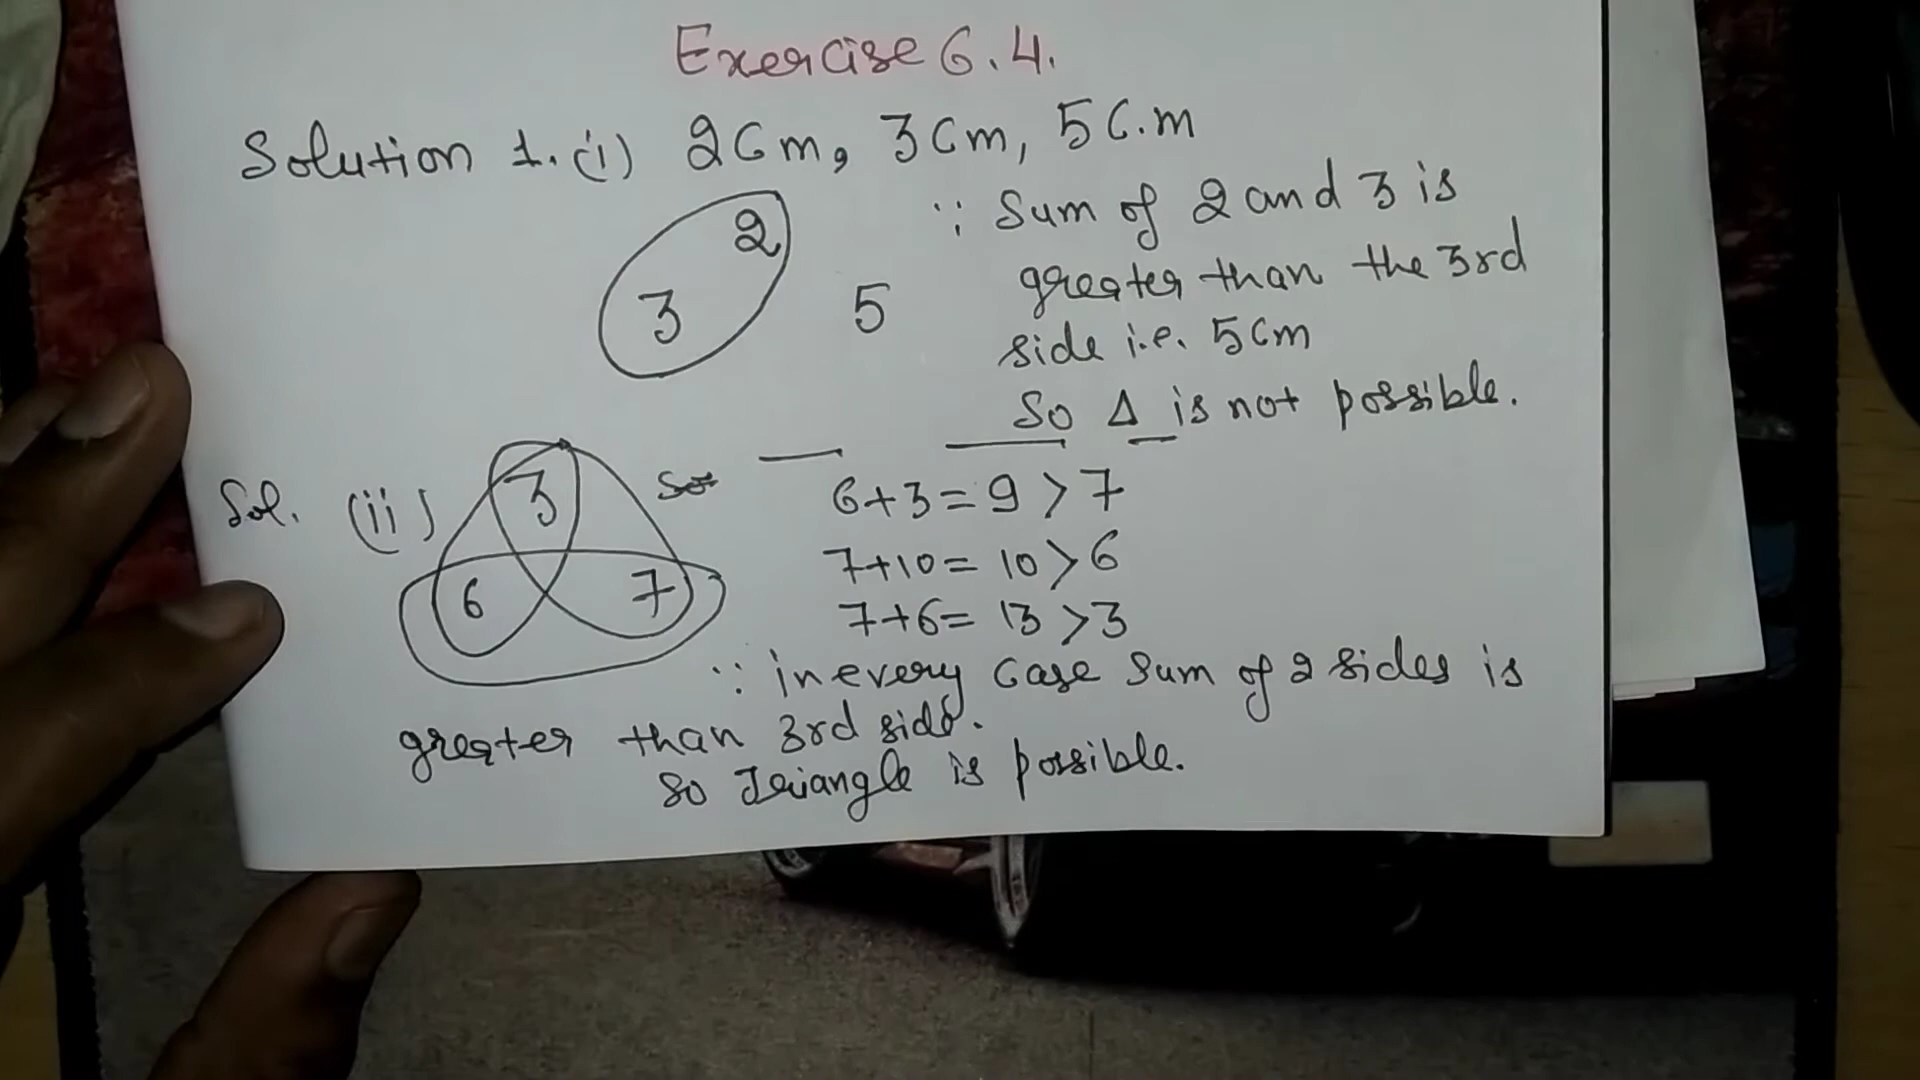 Exercise 6.4.
Solution 1.(i) 2Cm, 3Cm, 5C.m
2
3
5
∵ Sum of 2 and 3 is
greater than the 3rd
side i.e. 5Cm
So Δ is not possible.
Sol. (ii)
3
6 7
6+3=9>7
7+10=10>6
7+6=13>3
∵ in every Case Sum of 2 sides is
greater than 3rd side.
So Triangle is possible.